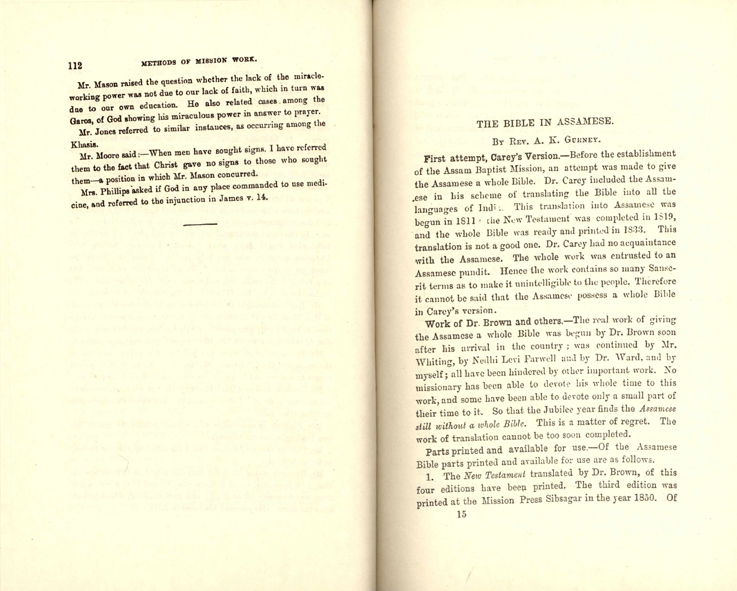 112
METHODS OF MISSION WORK.
Mr. Mason raised the question whether the lack of the miracle-
working power was not due to our lack of faith, which in turn was
due to our own education. He also related cases among the
Garos, of God showing his miraculous power in answer to prayer.
Mr. Jones referred to similar instances, as occurring among the
Khasis.
Mr. Moore said:—When men have sought signs. I have referred
them to the fact that Christ gave no signs to those who sought
them—a position in which Mr. Mason concurred.
Mrs. Phillips asked if God in any place commanded to use medi-
cine, and referred to the injunction in James v. 14.
THE BIBLE IN ASSAMESE.
By Rev. A. K. Gurney.
First attempt, Carey's Version.—Before the establishment
of the Assam Baptist Mission, an attempt was made to give
the Assamese a whole Bible. Dr. Carey included the Assam-
ese in his scheme of translating the Bible into all the
languages of Indi. This translation into Assamese was
begun in 1811 the New Testament was completed in 1819,
and the whole Bible was ready and printed in 1833. This
translation is not a good one. Dr. Carey had no acquaintance
with the Assamese. The whole work was entrusted to an
Assamese pundit. Hence the work contains so many Sansc-
rit terms as to make it unintelligible to the people. Therefore
it cannot be said that the Assamese possess a whole Bible
in Carey's version.
Work of Dr. Brown and others.—The real work of giving
the Assamese a whole Bible was begun by Dr. Brown soon
after his arrival in the country; was continued by Mr.
Whiting, by Nedhi Levi Farwell and by Dr. Ward, and by
myself; all have been hindered by other important work. No
missionary has been able to devote his whole time to this
work, and some have been able to devote only a small part of
their time to it. So that the Jubilee year finds the Assamese
still without a whole Bible. This is a matter of regret. The
work of translation cannot be too soon completed.
Parts printed and available for use.—Of the Assamese
Bible parts printed and available for use are as follows.
1. The New Testament translated by Dr. Brown, of this
four editions have been printed. The third edition was
printed at the Mission Press Sibsagar in the year 1850. Of
15